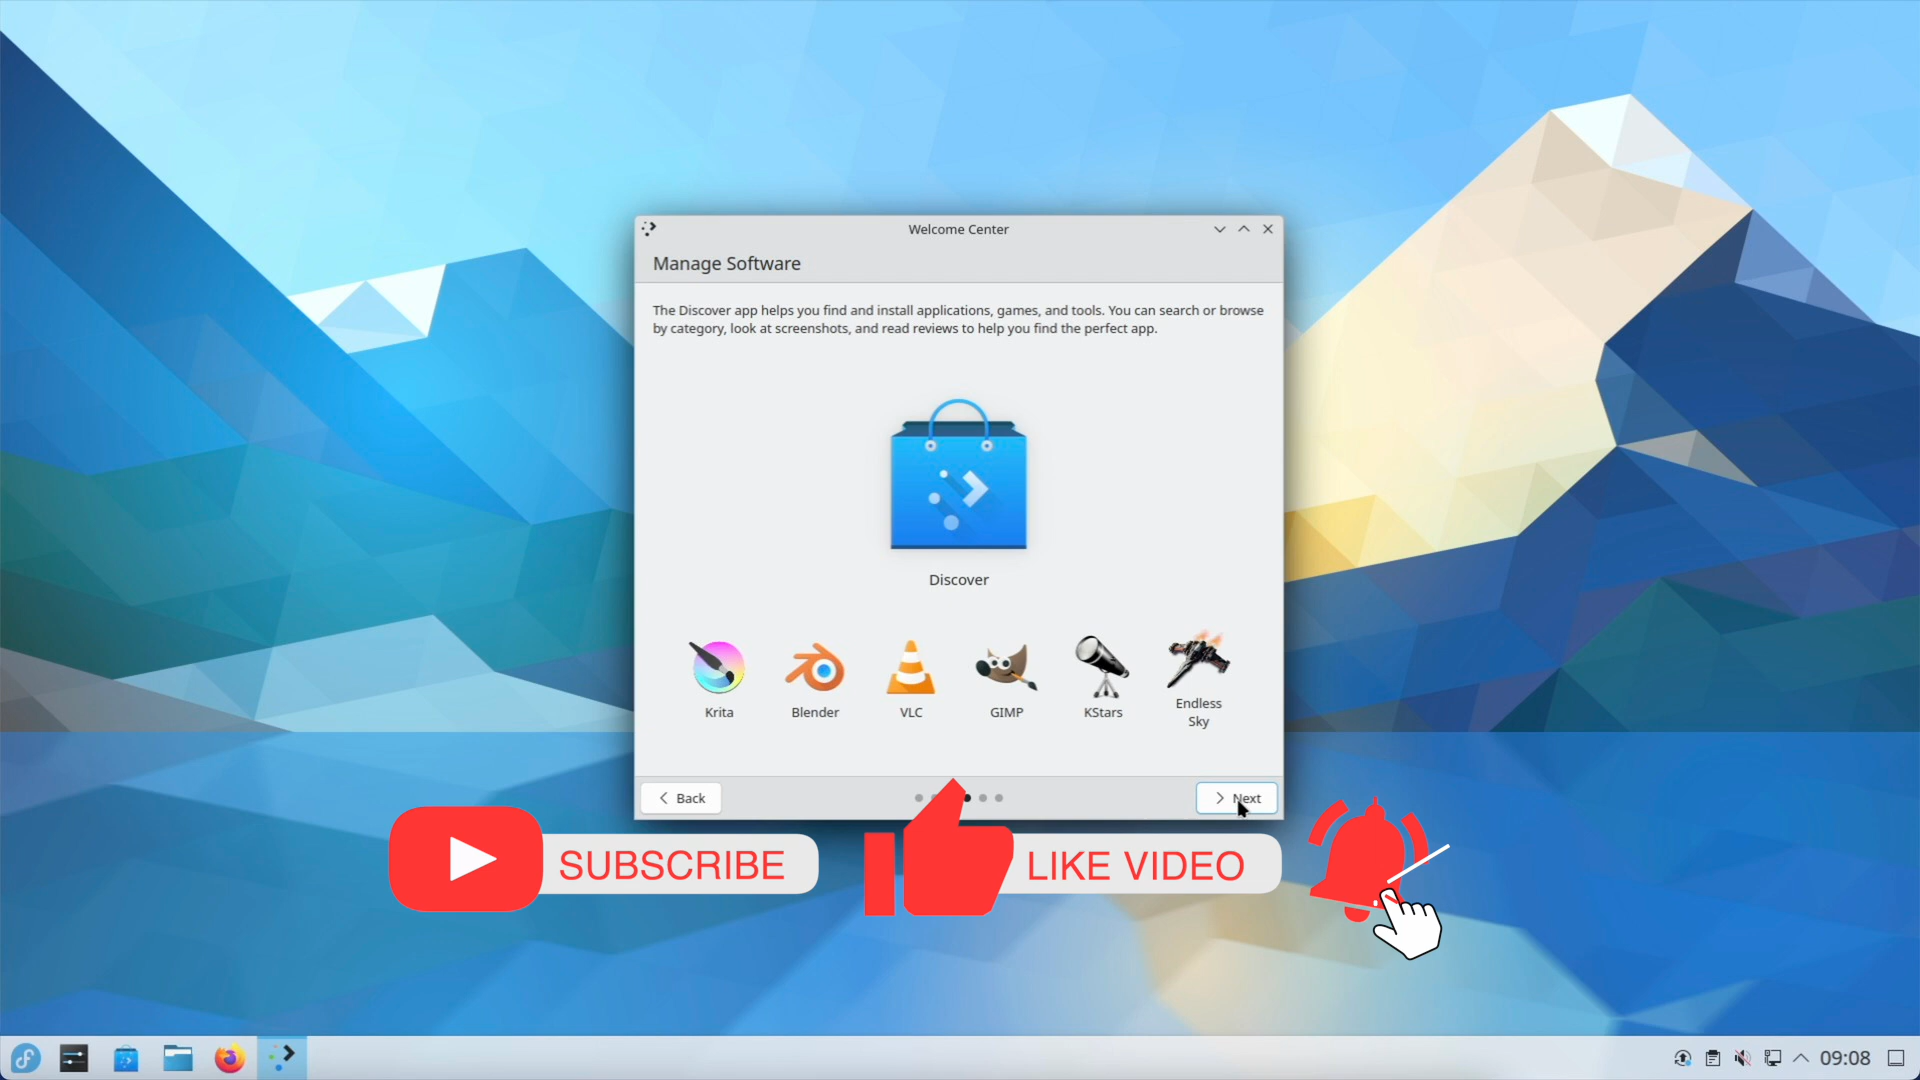 Welcome Center
Manage Software
The Discover app helps you find and install applications, games, and tools. You can search or browse
by category, look at screenshots, and read reviews to help you find the perfect app.
Discover
Krita
Blender
VLC
GIMP
KStars
Endless
Sky
Back
Next
SUBSCRIBE
LIKE VIDEO
09:08